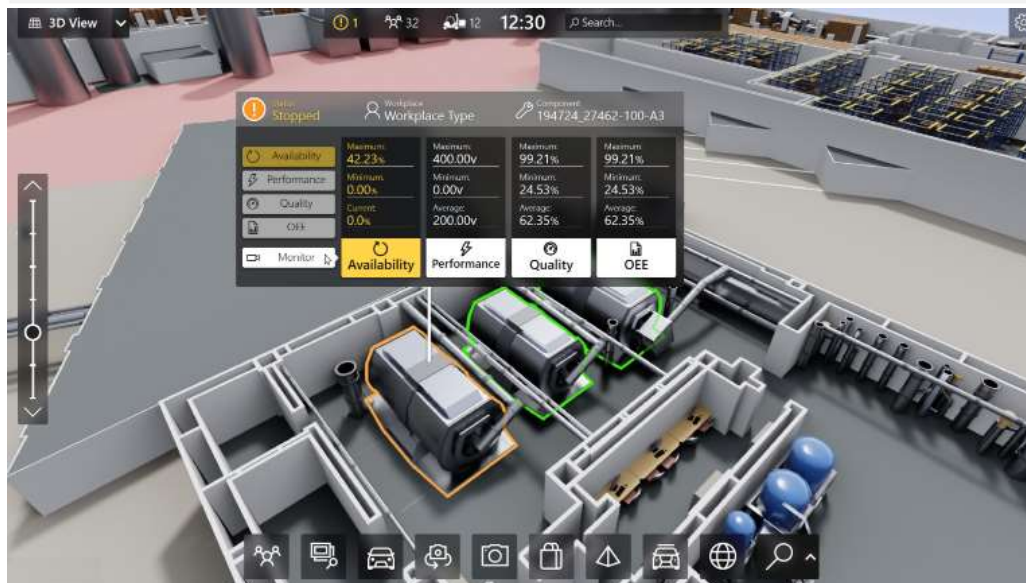 3D View
1
32
12
12:30
Search...
Status
Stopped
Workplace
Workplace Type
Component
194724_27462-100-A3
Availability
Performance
Quality
OEE
Monitor
Maximum:
42.23%
Minimum:
0.00%
Current:
0.0%
Availability
Maximum:
400.00v
Minimum:
0.00v
Average:
200.00v
Performance
Maximum:
99.21%
Minimum:
24.53%
Average:
62.35%
Quality
Maximum:
99.21%
Minimum:
24.53%
Average:
62.35%
OEE